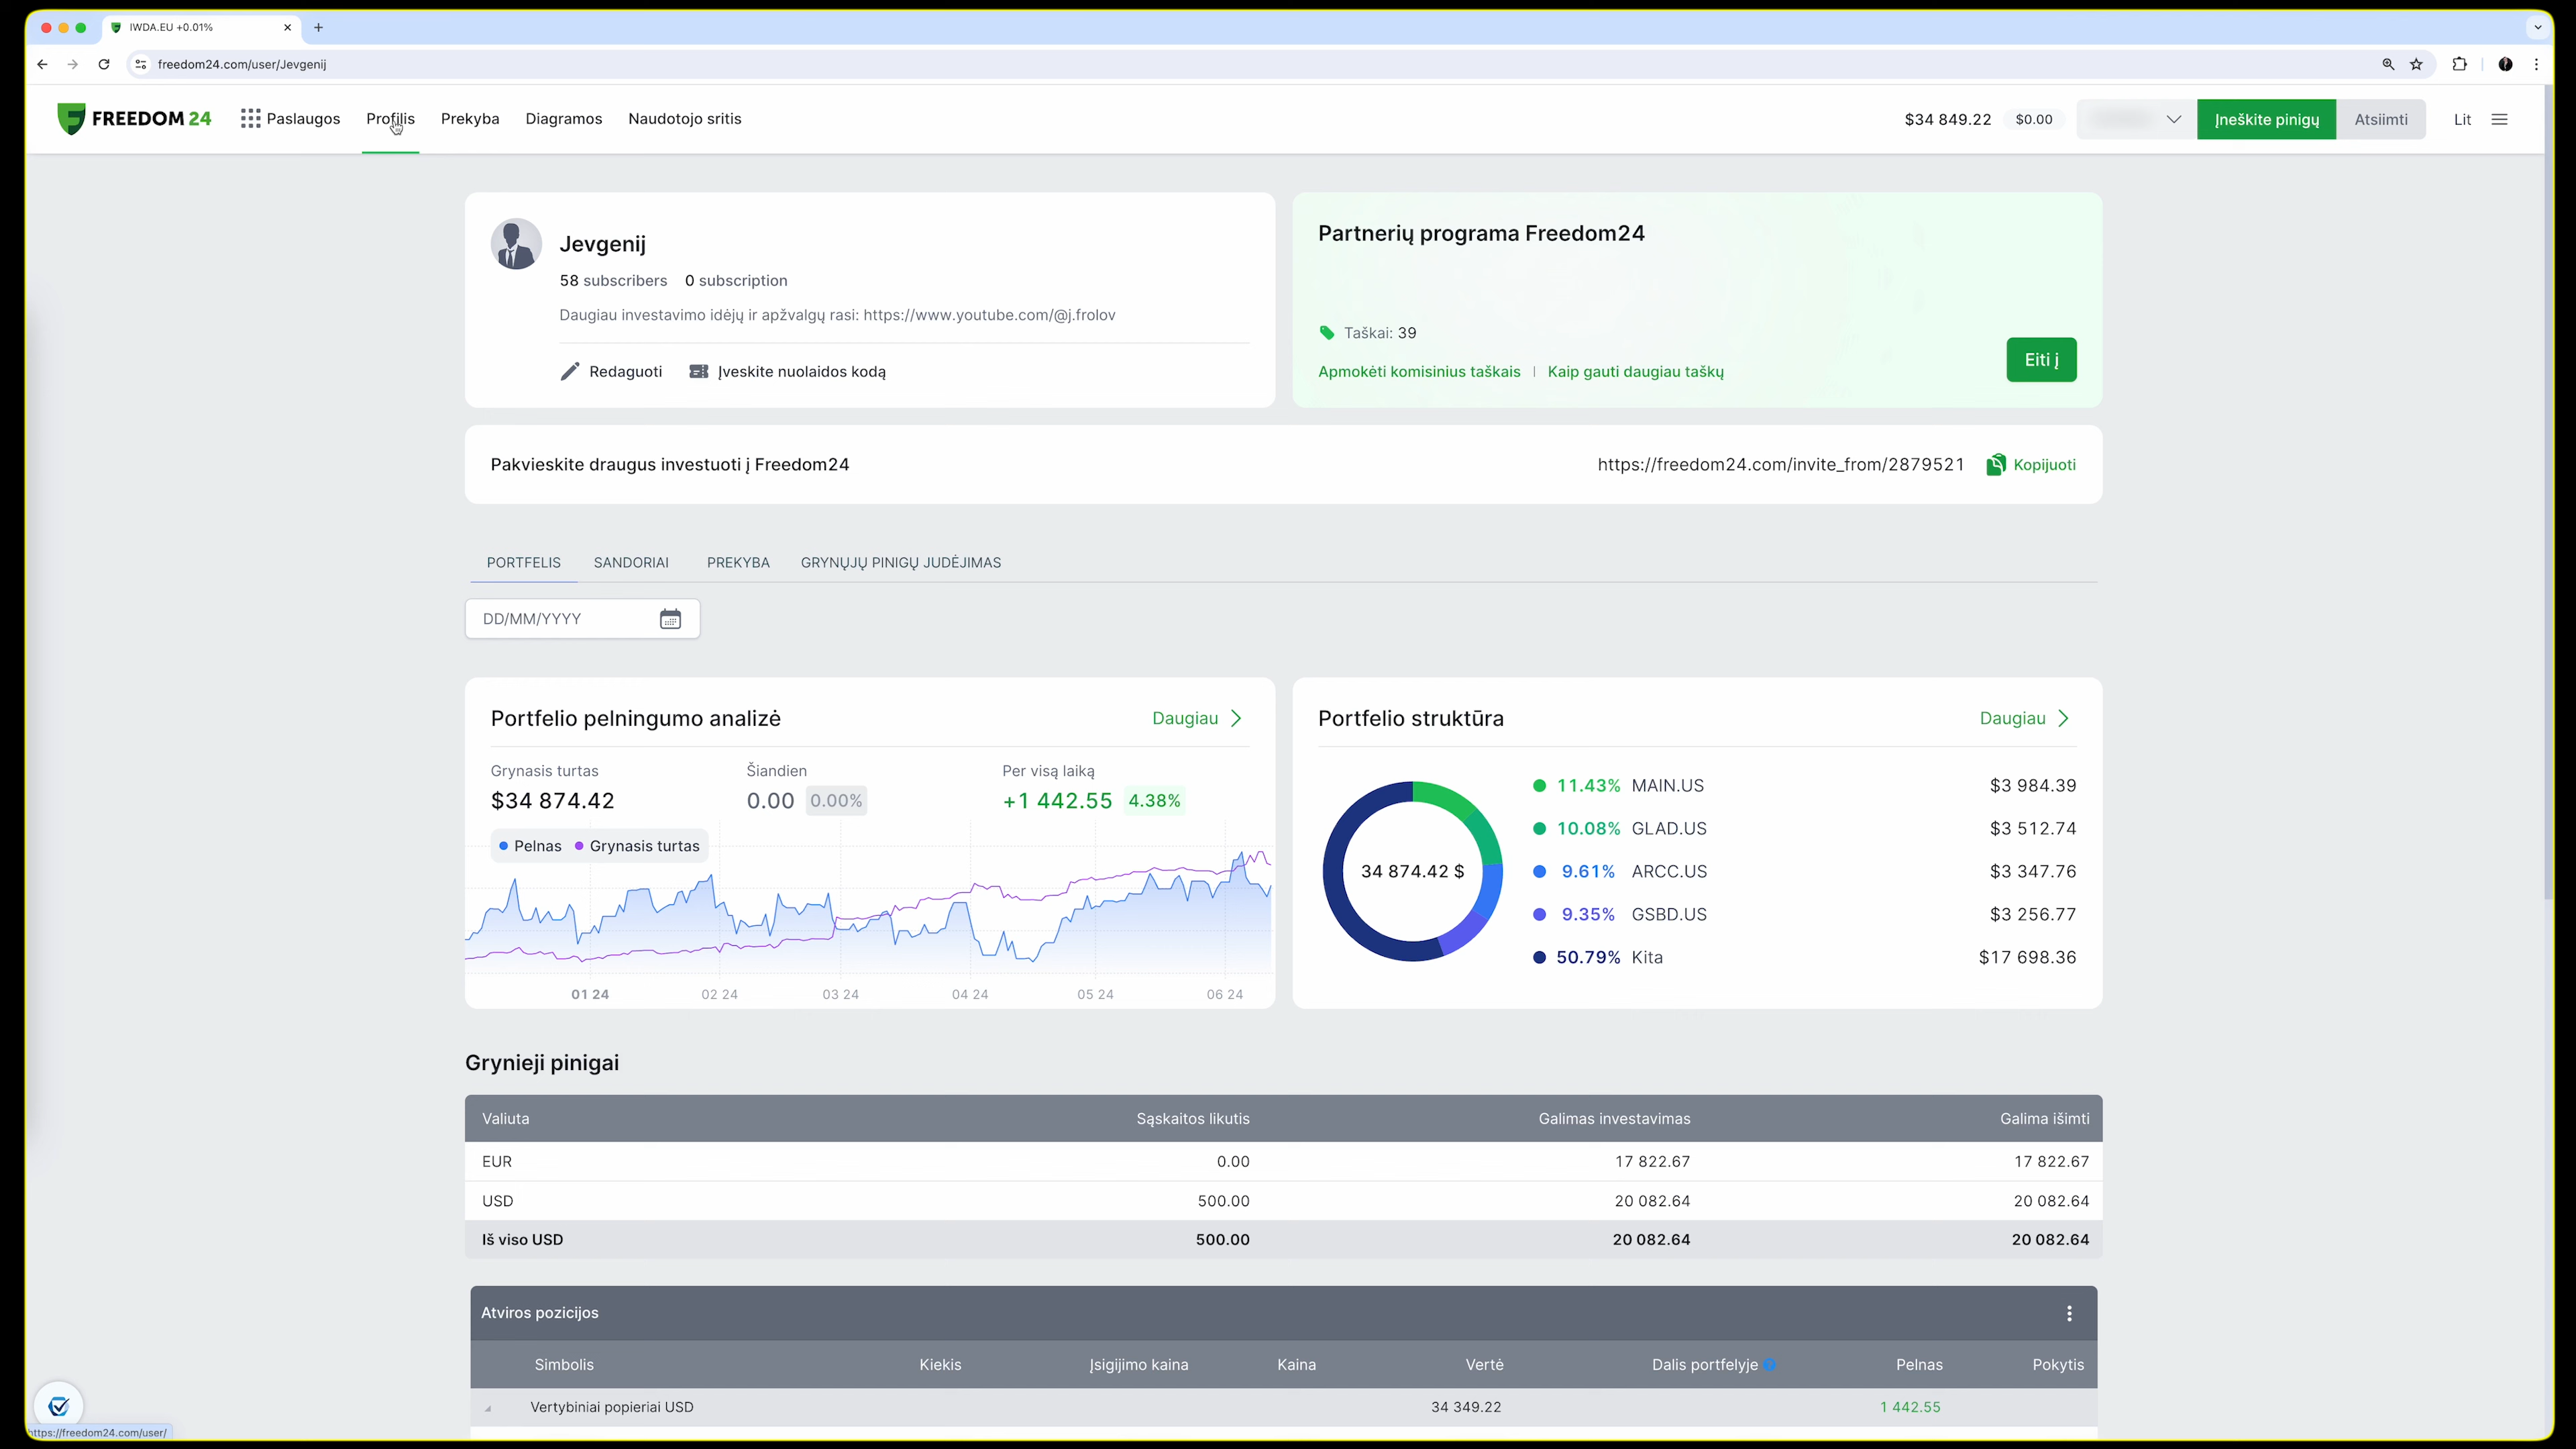 IWDA.EU +0.01%
freedom24.com/user/Jevgenij
FREEDOM 24
Paslaugos
Profilis
Prekyba
Diagramos
Naudotojo sritis
$34 849.22
$0.00
Įneškite pinigų
Atsiimti
Lit
Jevgenij
58 subscribers 0 subscription
Daugiau investavimo idėjų ir apžvalgų rasi: https://www.youtube.com/@j.frolov
Redaguoti
Įveskite nuolaidos kodą
Partnerių programa Freedom24
Taškai: 39
Apmokėti komisinius taškais | Kaip gauti daugiau taškų
Eiti į
Pakvieskite draugus investuoti į Freedom24
https://freedom24.com/invite_from/2879521
Kopijuoti
PORTFELIS SANDORIAI PREKYBA GRYNŲJŲ PINIGŲ JUDĖJIMAS
DD/MM/YYYY
Portfelio pelningumo analizė
Daugiau
Grynasis turtas Šiandien Per visą laiką
$34 874.42 0.00 0.00% +1 442.55 4.38%
Pelnas Grynasis turtas
01 24 02 24 03 24 04 24 05 24 06 24
Portfelio struktūra
Daugiau
34 874.42 $
11.43% MAIN.US $3 984.39
10.08% GLAD.US $3 512.74
9.61% ARCC.US $3 347.76
9.35% GSBD.US $3 256.77
50.79% Kita $17 698.36
Grynieji pinigai
Valiuta Sąskaitos likutis Galimas investavimas Galima išimti
EUR 0.00 17 822.67 17 822.67
USD 500.00 20 082.64 20 082.64
Iš viso USD 500.00 20 082.64 20 082.64
Atviros pozicijos
Simbolis Kiekis Įsigijimo kaina Kaina Vertė Dalis portfelyje Pelnas Pokytis
Vertybiniai popieriai USD 34 349.22 1 442.55
https://freedom24.com/user/